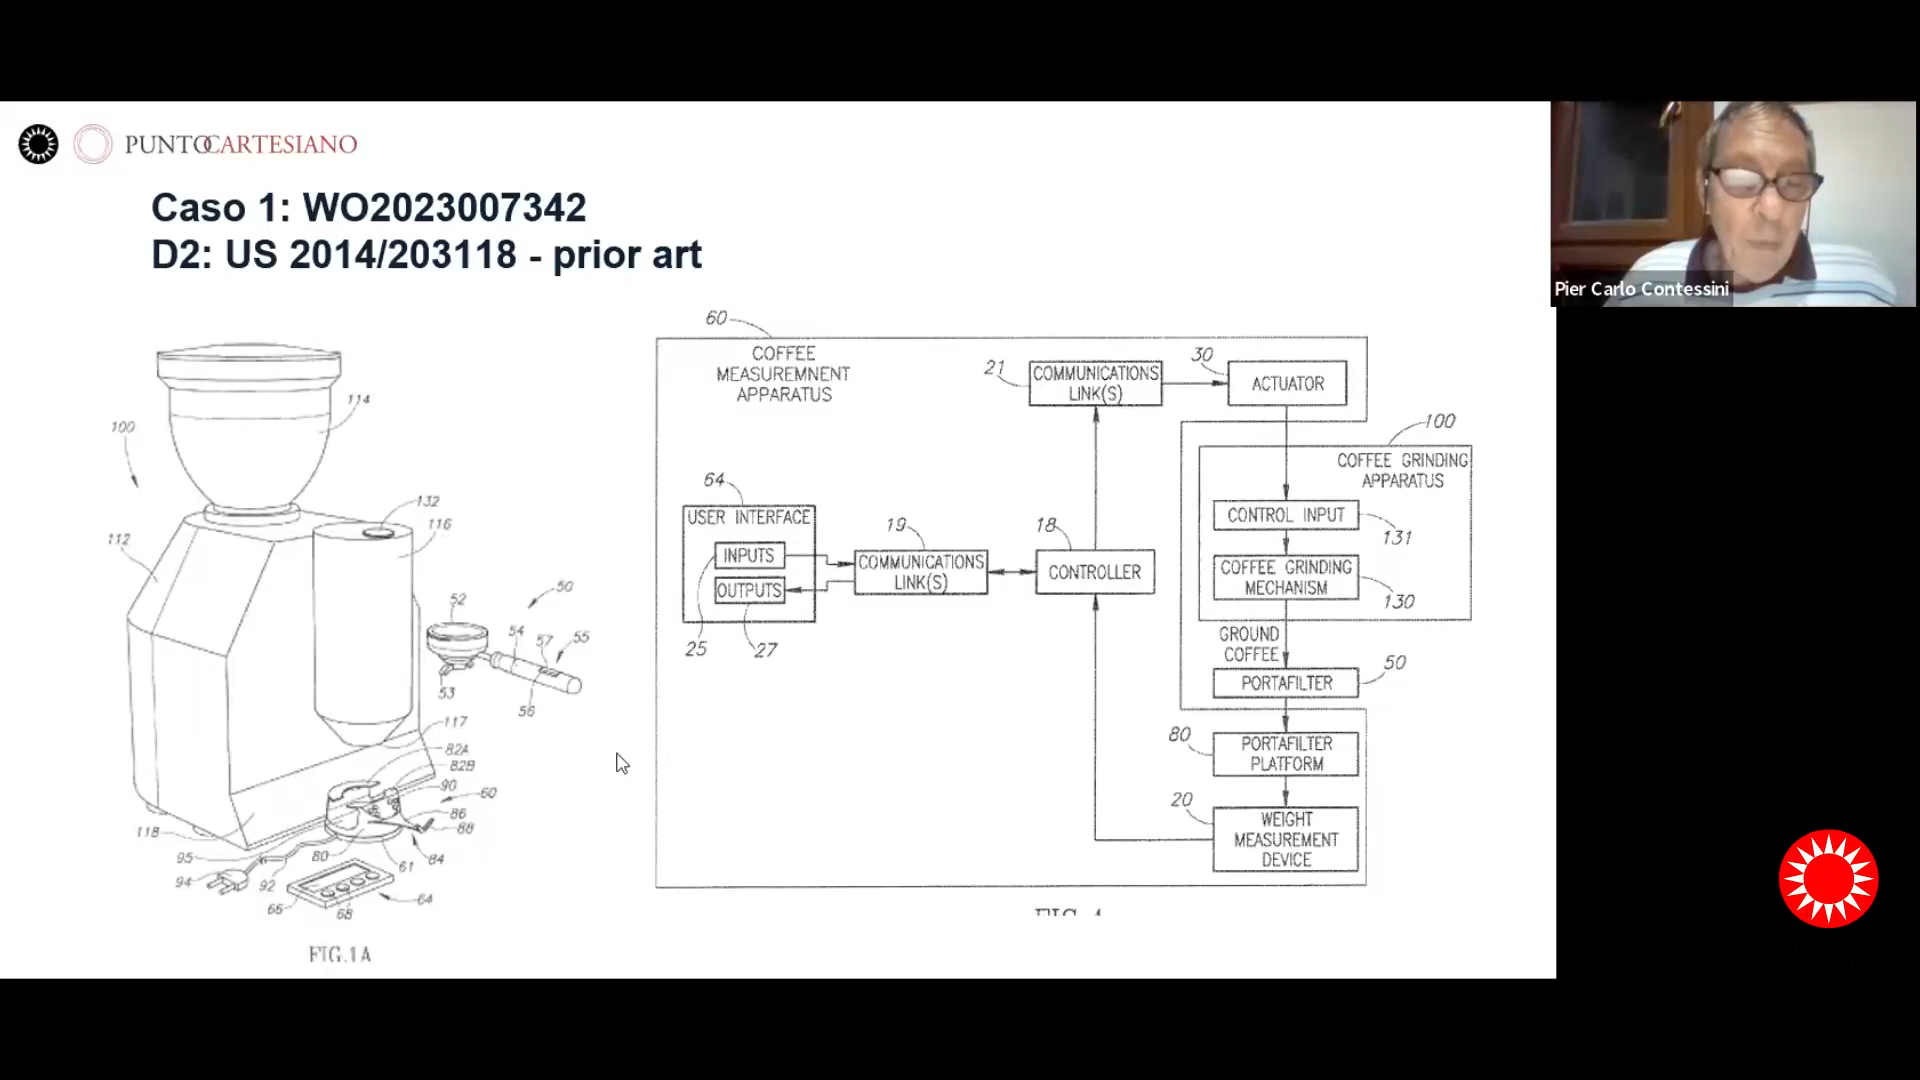 PUNTOCARTESIANO
Caso 1: WO2023007342
D2: US 2014/203118 - prior art
Pier Carlo Contessini
100
114
132
116
112
50
52
54
57
55
53
56
117
82A
82B
90
60
86
88
118
95
80
61
84
94
92
66
68
64
FIG.1A
60
COFFEE
MEASUREMNENT
APPARATUS
21
COMMUNICATIONS
LINK(S)
30
ACTUATOR
100
COFFEE GRINDING
APPARATUS
64
USER INTERFACE
INPUTS
OUTPUTS
25
27
19
COMMUNICATIONS
LINK(S)
18
CONTROLLER
CONTROL INPUT
131
COFFEE GRINDING
MECHANISM
130
GROUND
COFFEE
50
PORTAFILTER
80
PORTAFILTER
PLATFORM
20
WEIGHT
MEASUREMENT
DEVICE